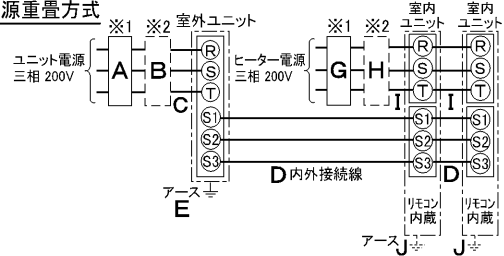 源重畳方式
※1 ※2 室外ユニット ※1 ※2 室内ユニット 室内ユニット
ユニット電源
三相 200V
A B C R S T
ヒーター電源
三相 200V
G H R S T R S T
I I
S1 S1 S1
S2 S2 S2
S3 S3 S3
D 内外接続線 D
アース
E
リモコン
内蔵
リモコン
内蔵
アース J J